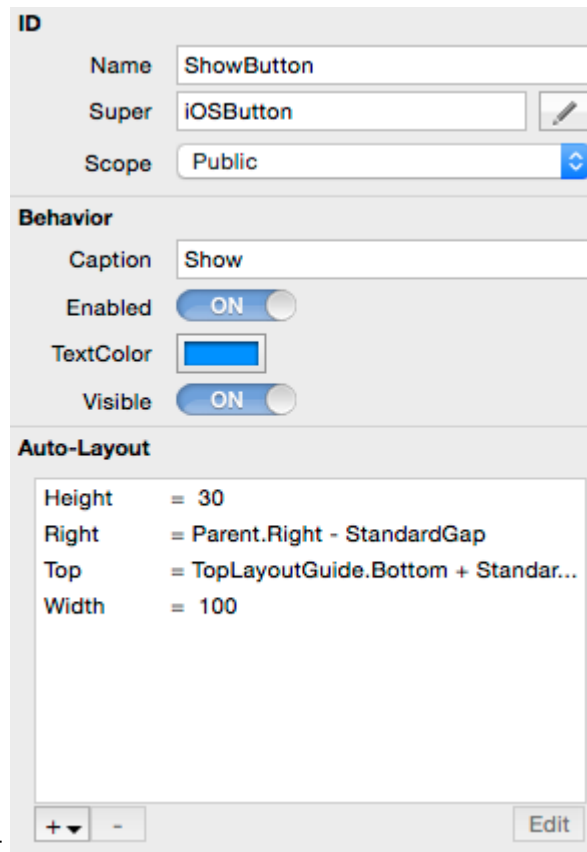 ID
Name ShowButton
Super iOSButton
Scope Public
Behavior
Caption Show
Enabled ON
TextColor
Visible ON
Auto-Layout
Height = 30
Right = Parent.Right - StandardGap
Top = TopLayoutGuide.Bottom + Standar...
Width = 100
+ - Edit